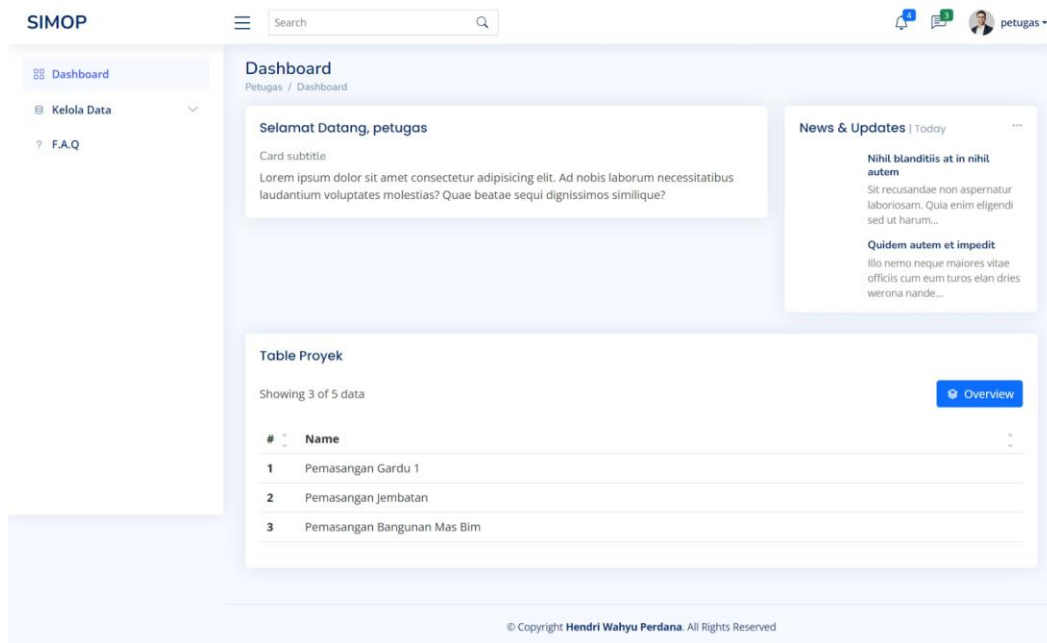 SIMOP
Search
4
3
petugas
Dashboard
Kelola Data
? F.A.Q
Dashboard
Petugas / Dashboard
Selamat Datang, petugas
Card subtitle
Lorem ipsum dolor sit amet consectetur adipisicing elit. Ad nobis laborum necessitatibus
laudantium voluptates molestias? Quae beatae sequi dignissimos similique?
News & Updates | Today
...
Nihil blanditiis at in nihil
autem
Sit recusandae non aspernatur
laboriosam. Quia enim eligendi
sed ut harum...
Quidem autem et impedit
Illo nemo neque maiores vitae
officiis cum eum turos elan dries
werona nande...
Table Proyek
Showing 3 of 5 data
Overview
# Name
1 Pemasangan Gardu 1
2 Pemasangan Jembatan
3 Pemasangan Bangunan Mas Bim
© Copyright Hendri Wahyu Perdana. All Rights Reserved